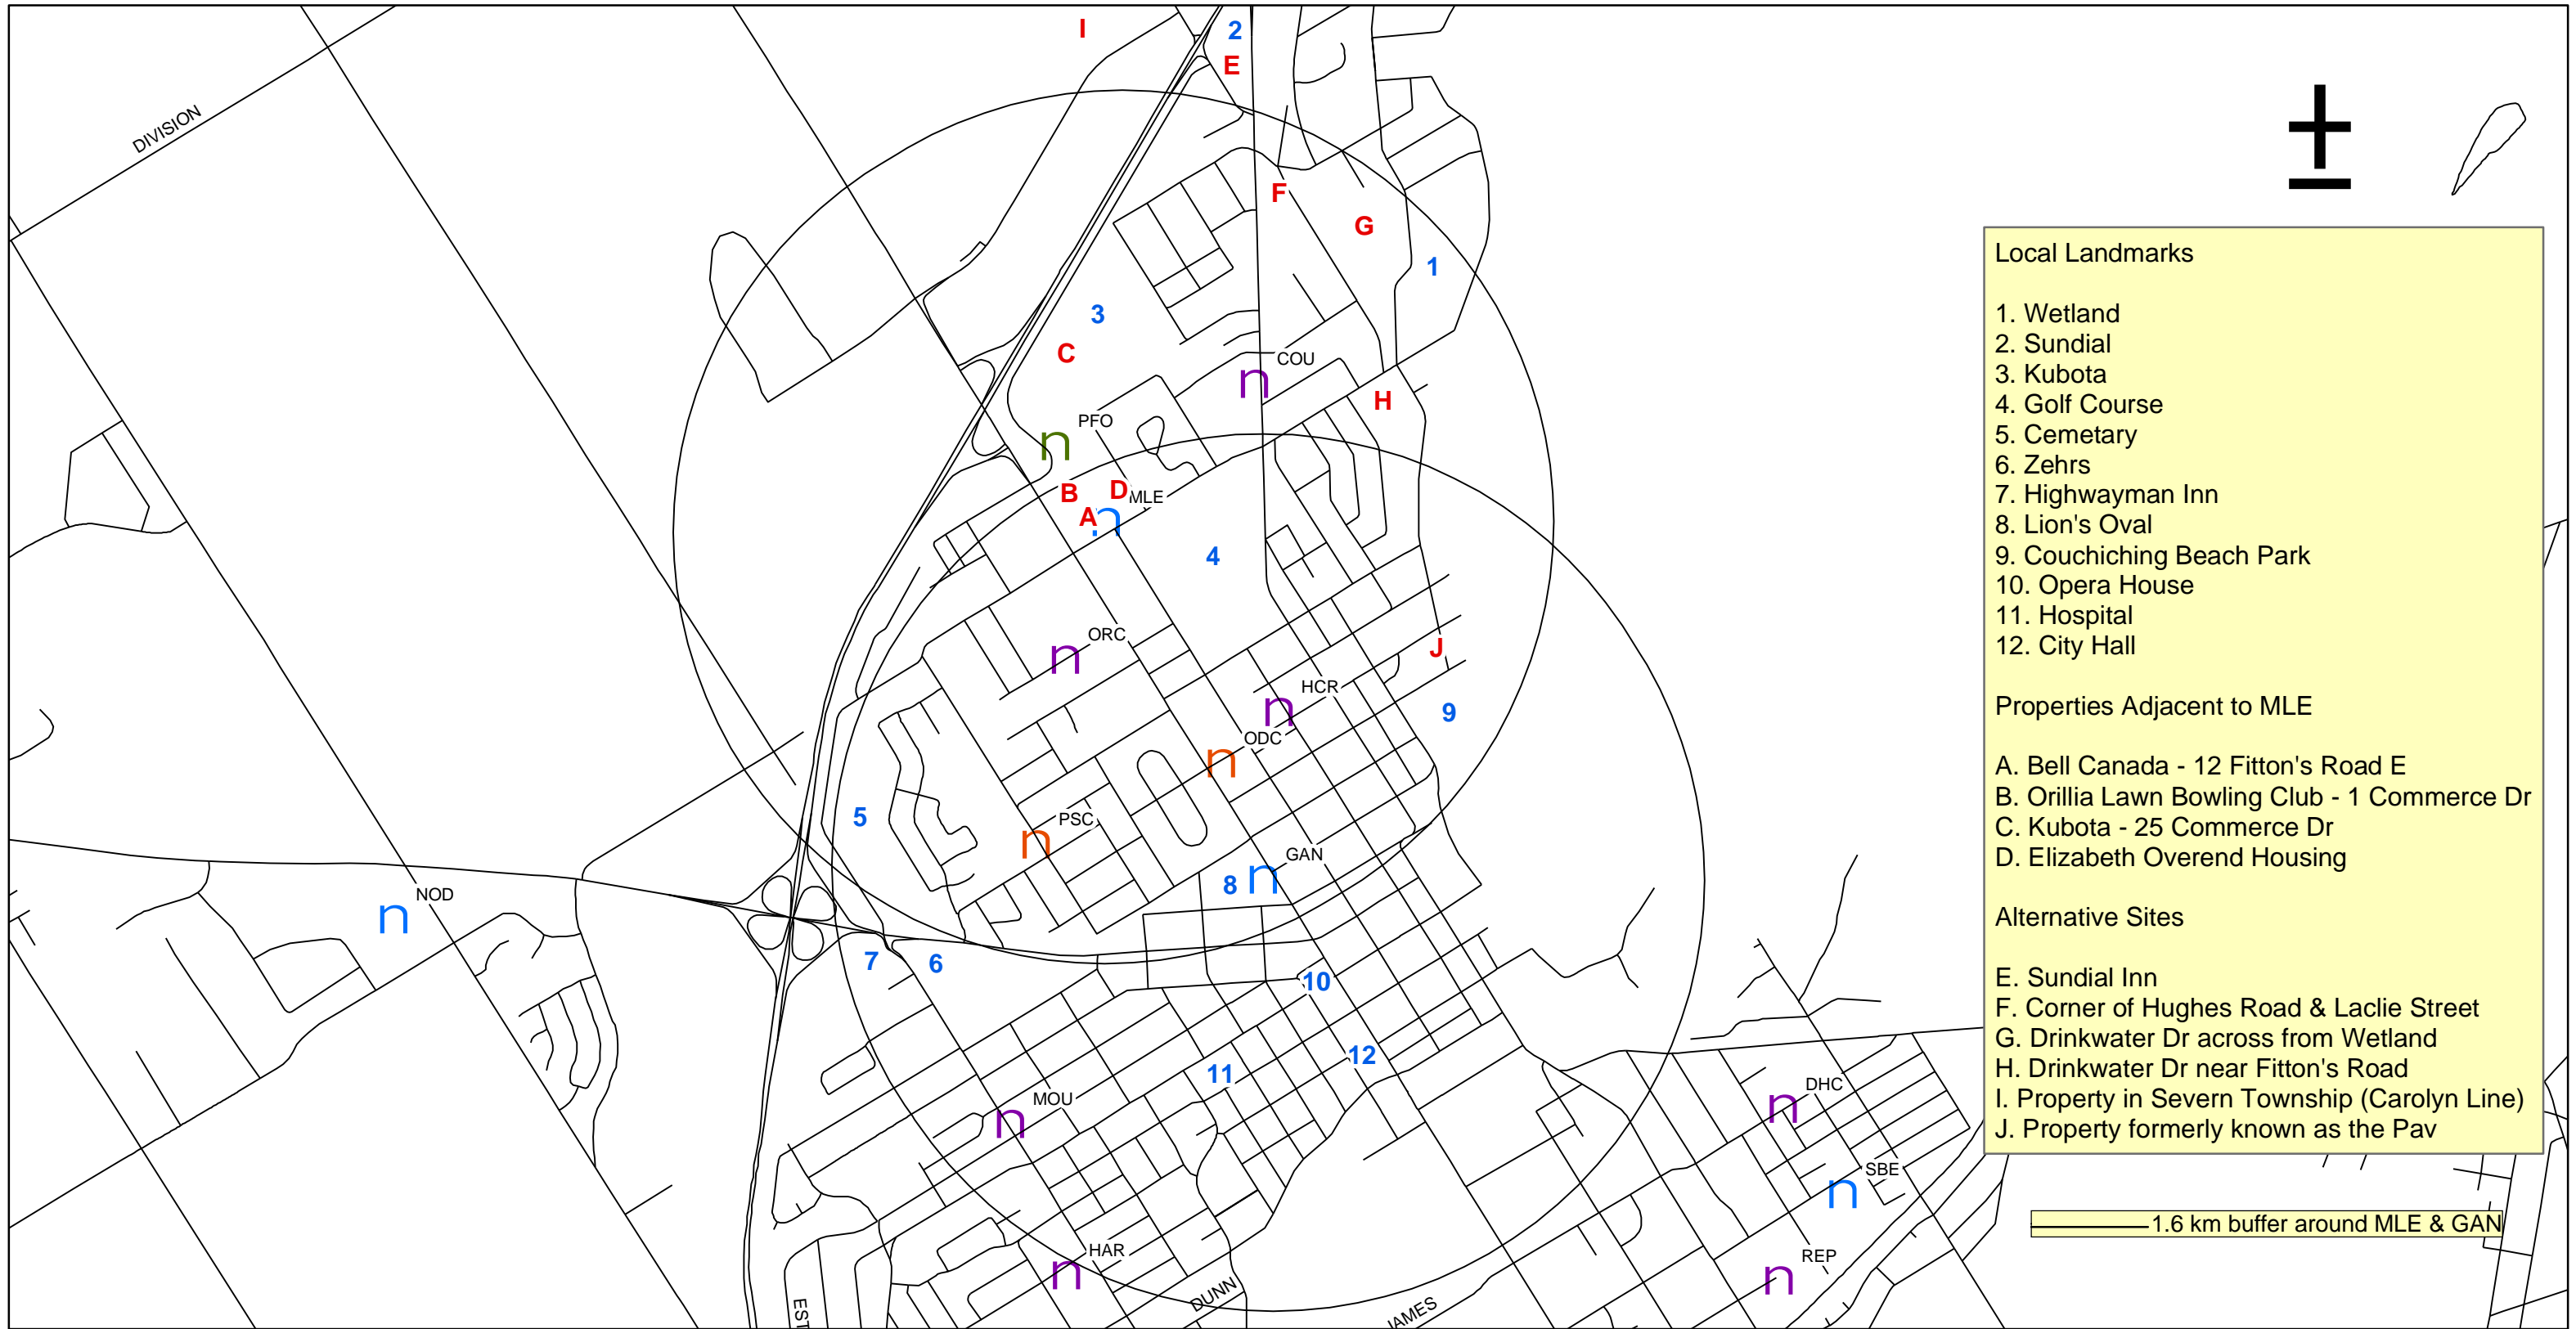 I
2
E
DIVISION
F
G
1
3
C
COU
H
PFO
B
D
MLE
A
4
ORC
J
HCR
9
ODC
5
PSC
GAN
8
NOD
7
6
10
12
11
MOU
DHC
SBE
HAR
REP
DUNN
JAMES
EST
Local Landmarks
1. Wetland
2. Sundial
3. Kubota
4. Golf Course
5. Cemetary
6. Zehrs
7. Highwayman Inn
8. Lion's Oval
9. Couchiching Beach Park
10. Opera House
11. Hospital
12. City Hall
Properties Adjacent to MLE
A. Bell Canada - 12 Fitton's Road E
B. Orillia Lawn Bowling Club - 1 Commerce Dr
C. Kubota - 25 Commerce Dr
D. Elizabeth Overend Housing
Alternative Sites
E. Sundial Inn
F. Corner of Hughes Road & Laclie Street
G. Drinkwater Dr across from Wetland
H. Drinkwater Dr near Fitton's Road
I. Property in Severn Township (Carolyn Line)
J. Property formerly known as the Pav
1.6 km buffer around MLE & GAN